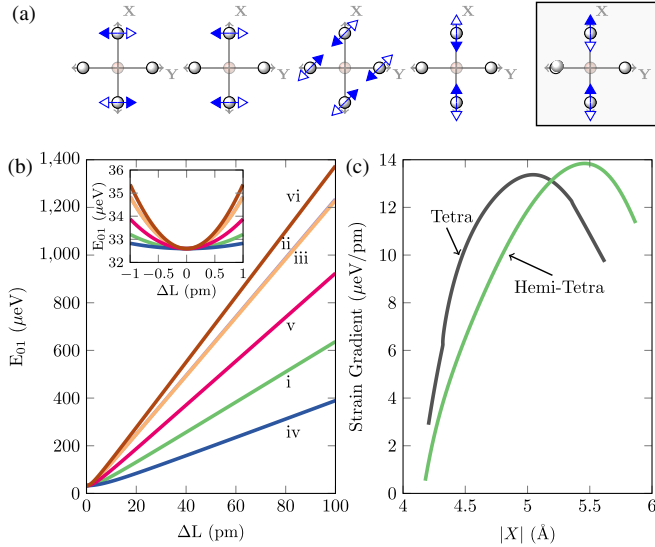 (a)
X X X X X
Y Y Y Y Y
(b) (c)
1,400
1,200
1,000
800
600
400
200
0
E01 (μeV)
0 20 40 60 80 100
ΔL (pm)
36
35
34
33
32
E01 (μeV)
−1 −0.5 0 0.5 1
ΔL (pm)
vi
ii
iii
v
i
iv
14
12
10
8
6
4
2
0
Strain Gradient (μeV/pm)
Tetra
Hemi-Tetra
4 4.5 5 5.5 6
|X| (Å)